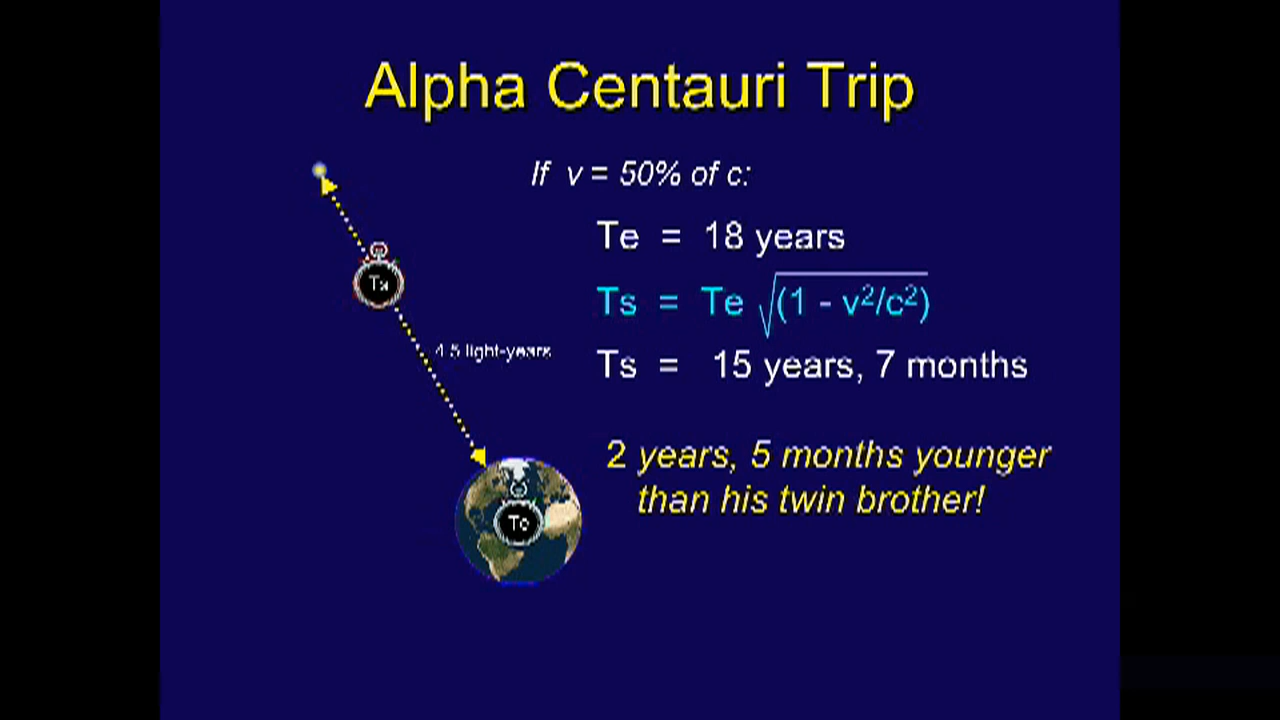 Alpha Centauri Trip
If v = 50% of c:
Te = 18 years
Ts = Te √(1 - v²/c²)
Ts = 15 years, 7 months
Ts
4.5 light-years
2 years, 5 months younger
than his twin brother!
Te